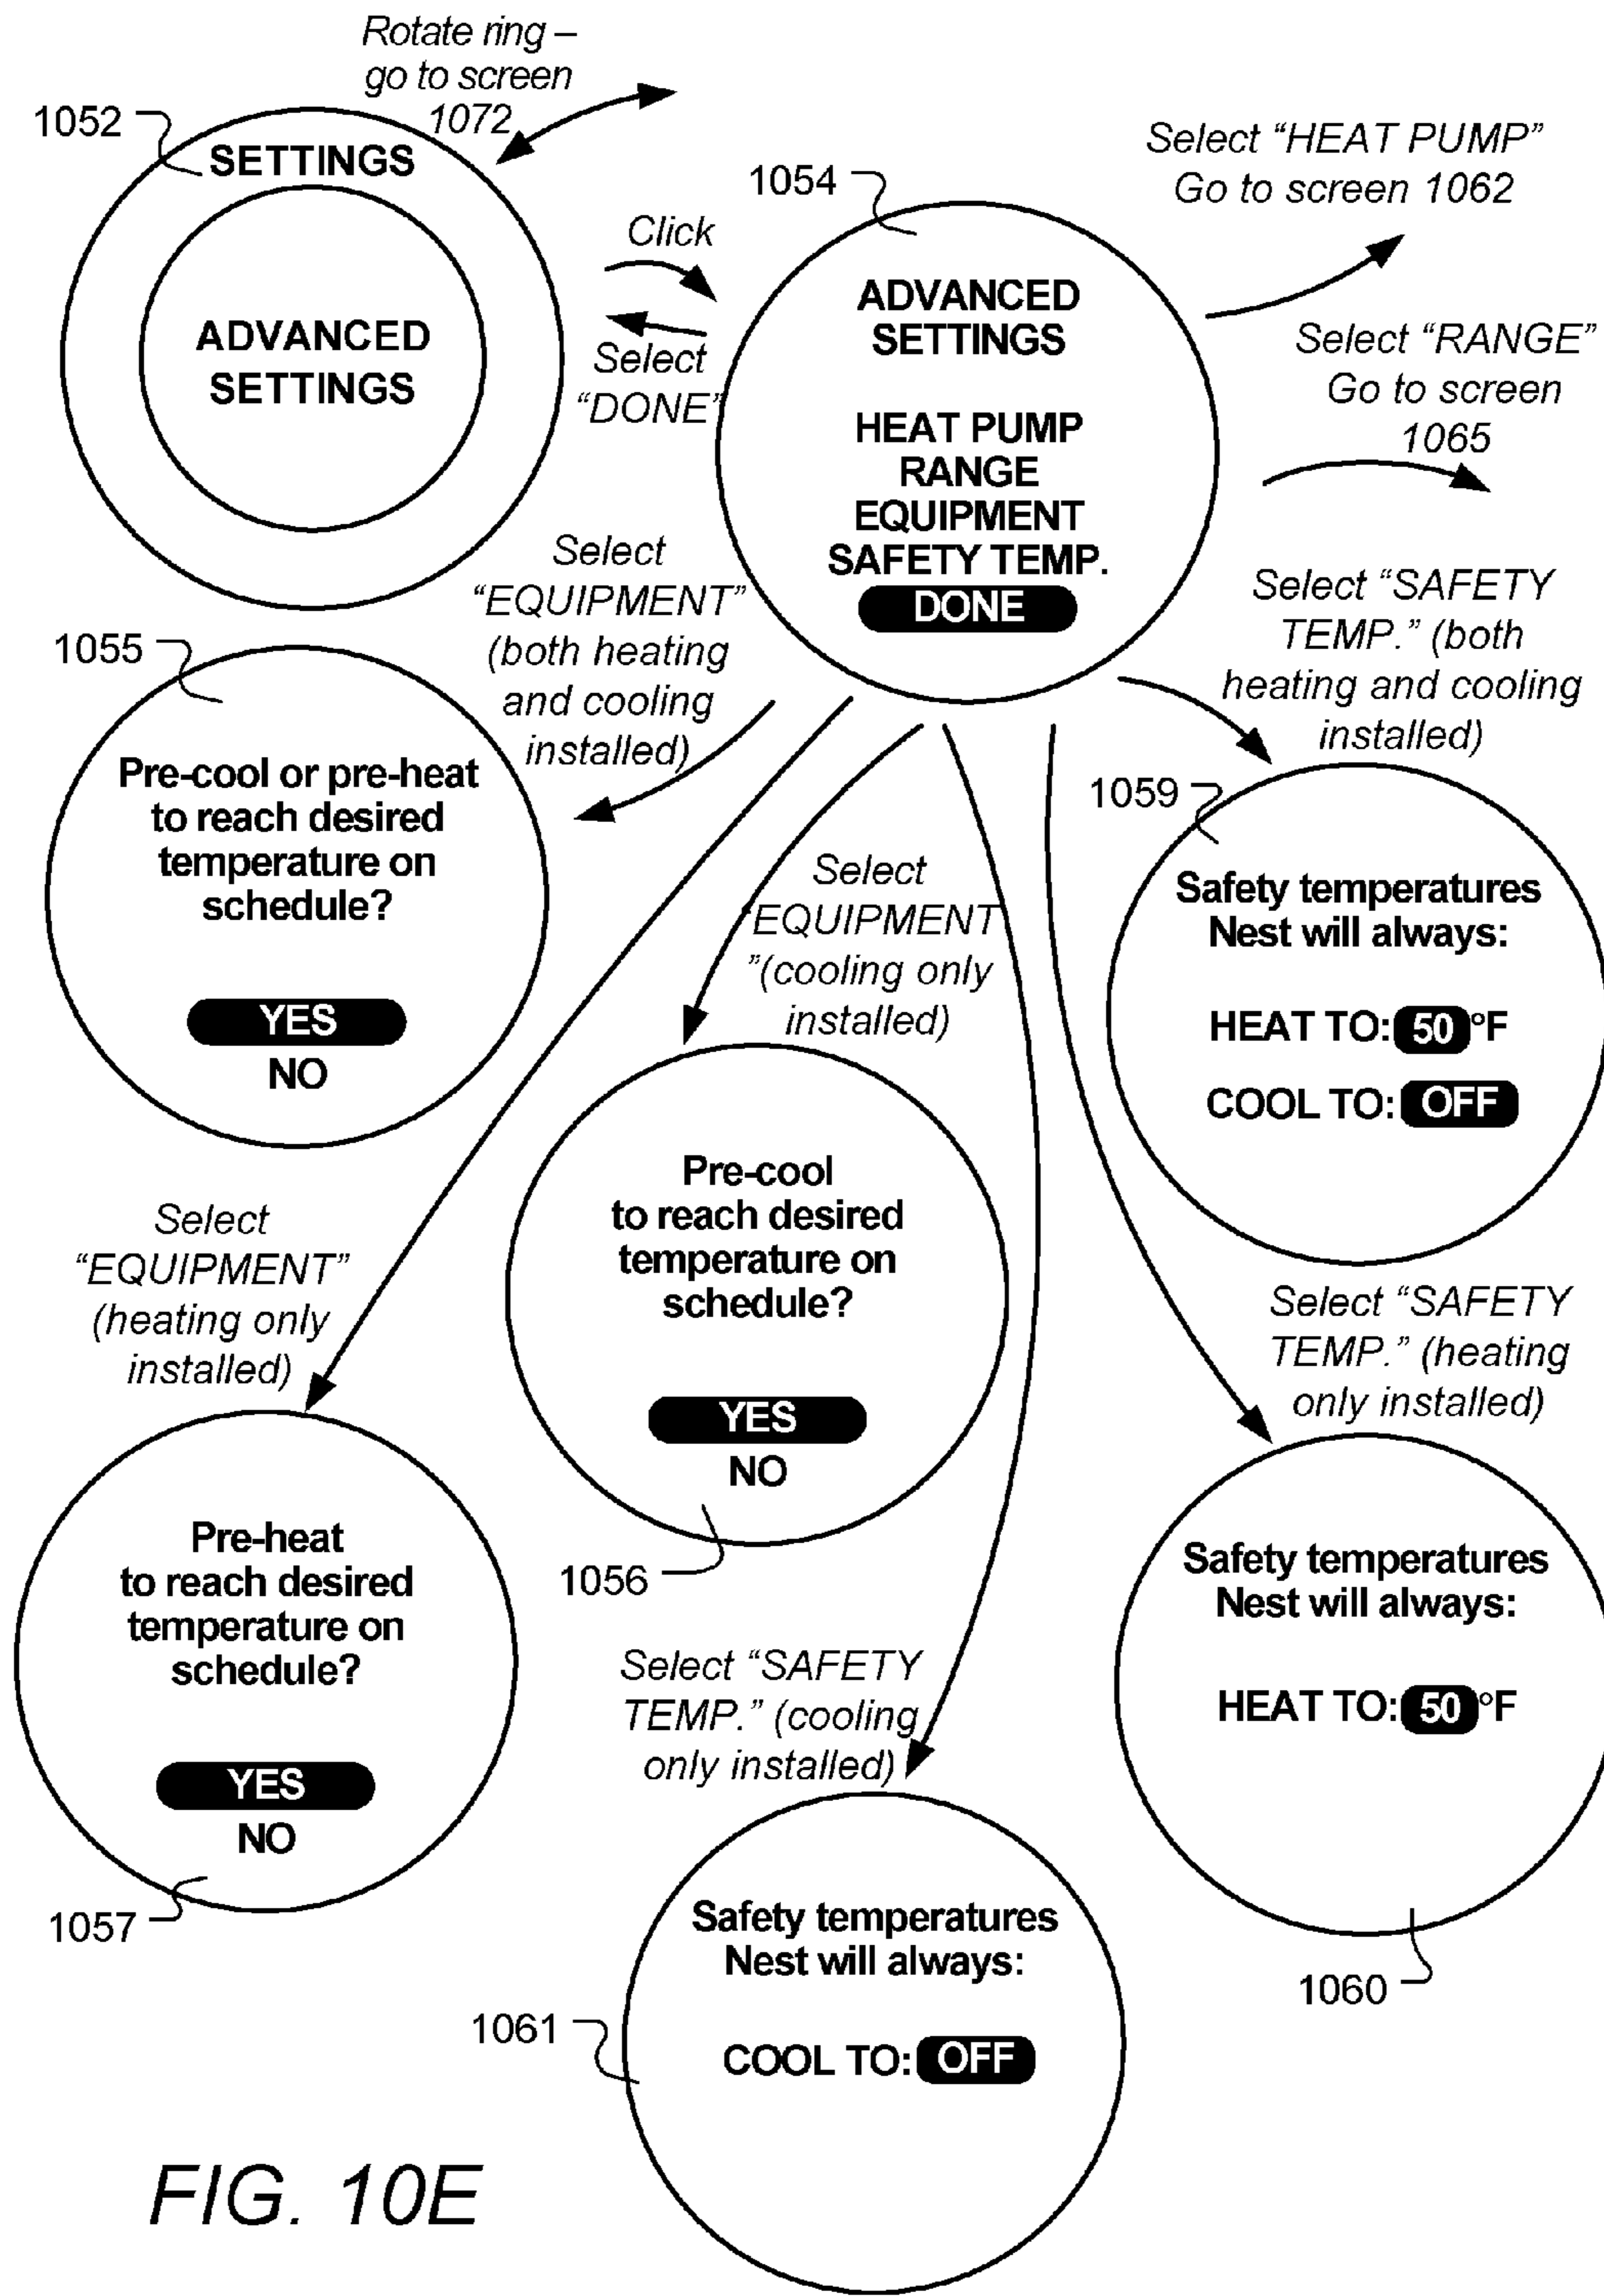 Rotate ring –
go to screen
1072
1052
SETTINGS
ADVANCED
SETTINGS
Click
Select
“DONE”
1054
ADVANCED
SETTINGS
HEAT PUMP
RANGE
EQUIPMENT
SAFETY TEMP.
DONE
Select “HEAT PUMP”
Go to screen 1062
Select “RANGE”
Go to screen
1065
Select
“EQUIPMENT”
(both heating
and cooling
installed)
1055
Pre-cool or pre-heat
to reach desired
temperature on
schedule?
YES
NO
Select “SAFETY
TEMP.” (both
heating and cooling
installed)
1059
Safety temperatures
Nest will always:
HEAT TO: 50 °F
COOL TO: OFF
Select
“EQUIPMENT
”(cooling only
installed)
Pre-cool
to reach desired
temperature on
schedule?
YES
NO
1056
Select
“EQUIPMENT”
(heating only
installed)
Pre-heat
to reach desired
temperature on
schedule?
YES
NO
1057
Select “SAFETY
TEMP.” (heating
only installed)
Safety temperatures
Nest will always:
HEAT TO: 50 °F
1060
Select “SAFETY
TEMP.” (cooling
only installed)
1061
Safety temperatures
Nest will always:
COOL TO: OFF
FIG. 10E